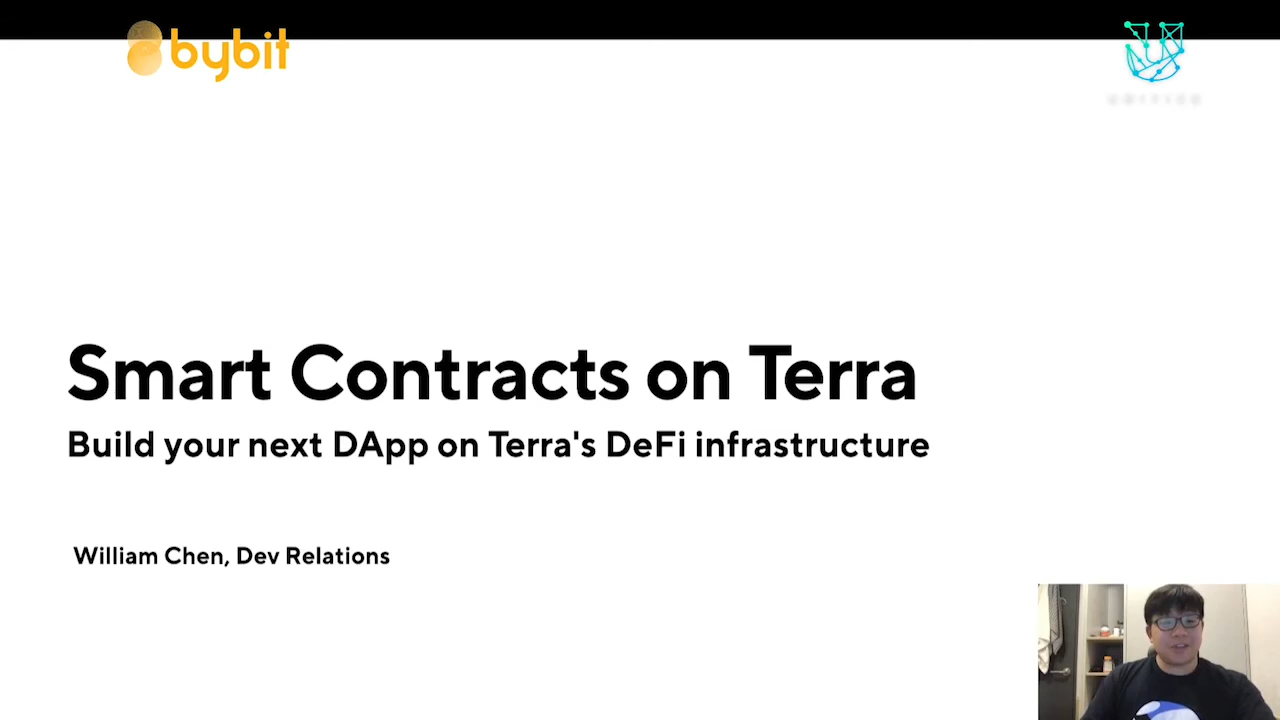 bybit
Smart Contracts on Terra
Build your next DApp on Terra's DeFi infrastructure
William Chen, Dev Relations